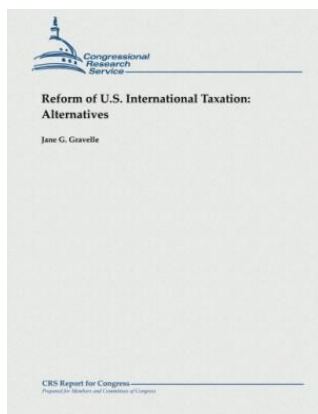 Congressional
Research
Service
Reform of U.S. International Taxation:
Alternatives
Jane G. Gravelle
CRS Report for Congress
Prepared for Members and Committees of Congress